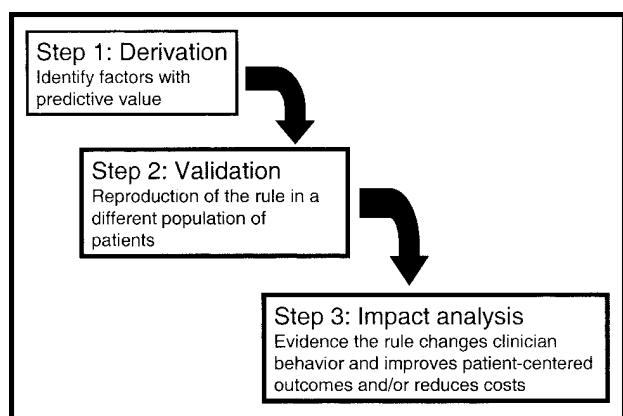 Step 1: Derivation
Identify factors with
predictive value
Step 2: Validation
Reproduction of the rule in a
different population of
patients
Step 3: Impact analysis
Evidence the rule changes clinician
behavior and improves patient-centered
outcomes and/or reduces costs